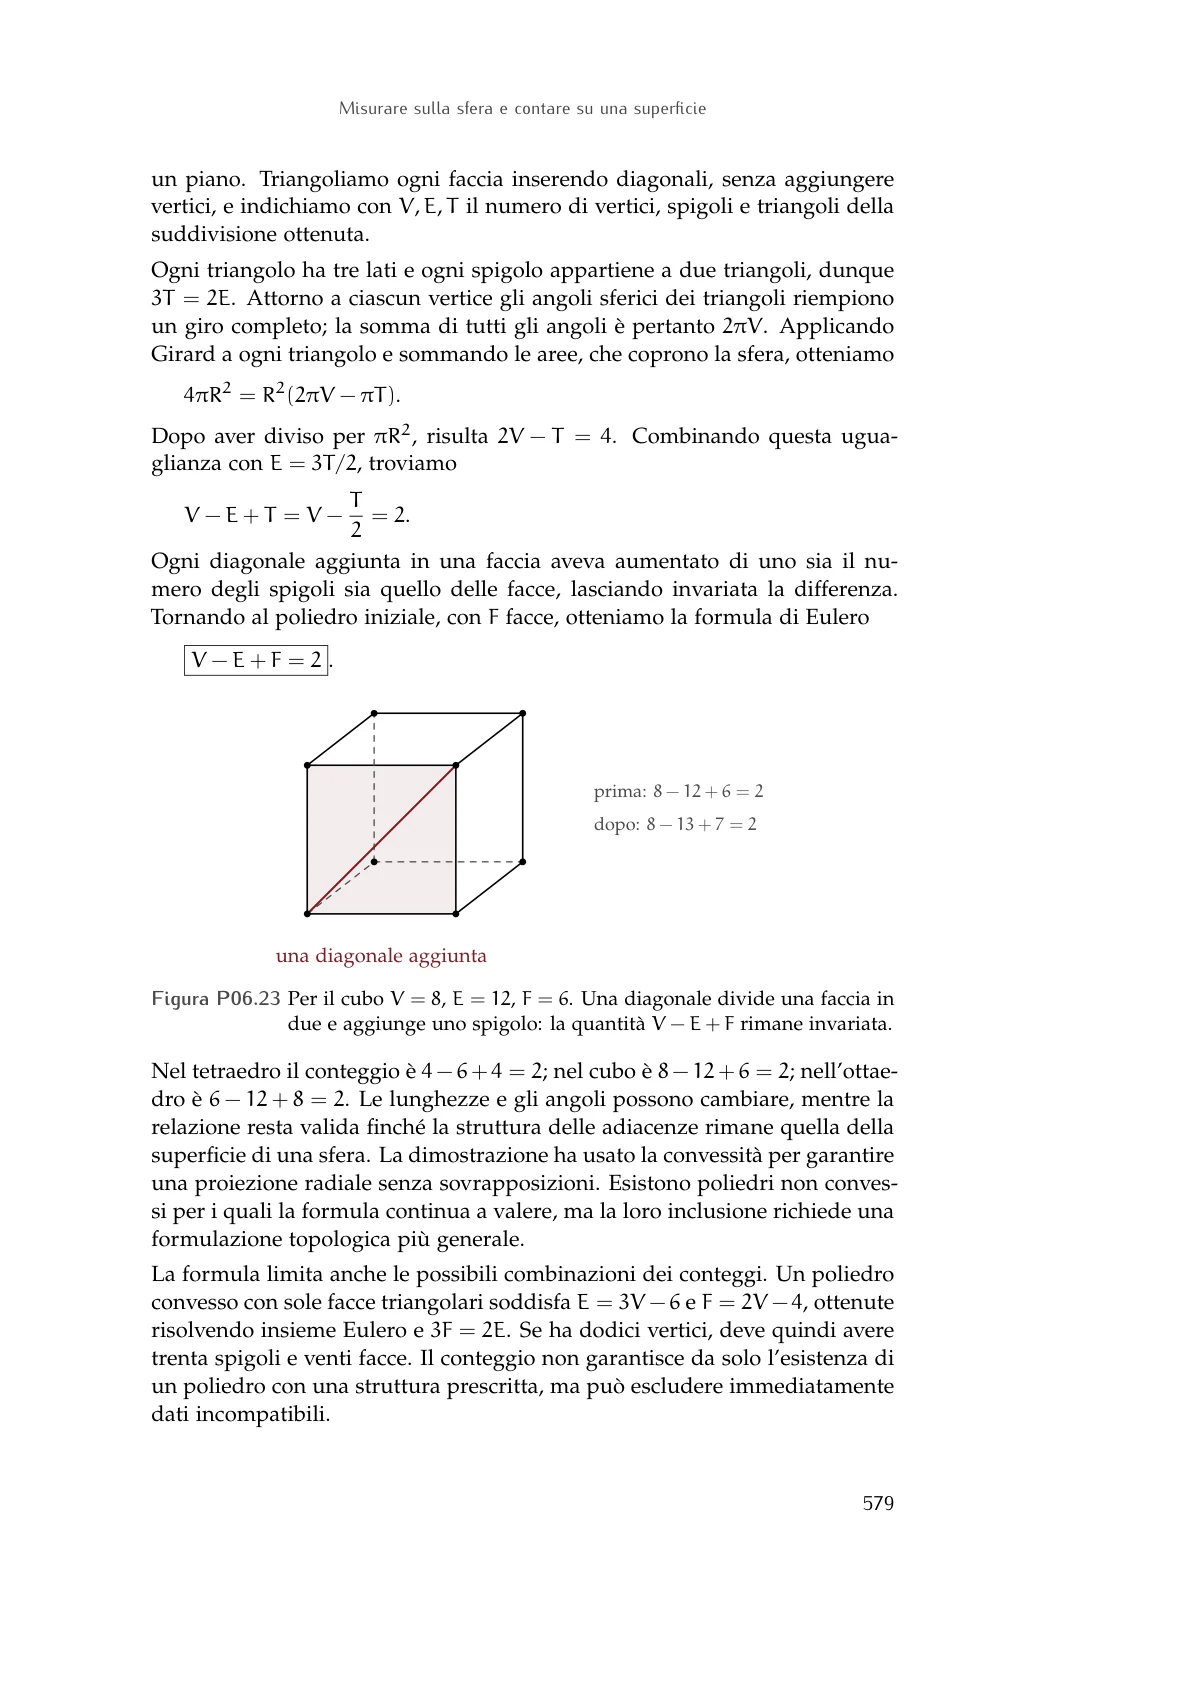 Misurare sulla sfera e contare su una superficie
un piano. Triangoliamo ogni faccia inserendo diagonali, senza aggiungere
vertici, e indichiamo con V, E, T il numero di vertici, spigoli e triangoli della
suddivisione ottenuta.
Ogni triangolo ha tre lati e ogni spigolo appartiene a due triangoli, dunque
3T = 2E. Attorno a ciascun vertice gli angoli sferici dei triangoli riempiono
un giro completo; la somma di tutti gli angoli è pertanto 2πV. Applicando
Girard a ogni triangolo e sommando le aree, che coprono la sfera, otteniamo
4πR² = R²(2πV − πT).
Dopo aver diviso per πR², risulta 2V − T = 4. Combinando questa ugua-
glianza con E = 3T/2, troviamo
V − E + T = V − T/2 = 2.
Ogni diagonale aggiunta in una faccia aveva aumentato di uno sia il nu-
mero degli spigoli sia quello delle facce, lasciando invariata la differenza.
Tornando al poliedro iniziale, con F facce, otteniamo la formula di Eulero
V − E + F = 2.
prima: 8 − 12 + 6 = 2
dopo: 8 − 13 + 7 = 2
una diagonale aggiunta
Figura P06.23 Per il cubo V = 8, E = 12, F = 6. Una diagonale divide una faccia in
due e aggiunge uno spigolo: la quantità V − E + F rimane invariata.
Nel tetraedro il conteggio è 4 − 6 + 4 = 2; nel cubo è 8 − 12 + 6 = 2; nell'ottae-
dro è 6 − 12 + 8 = 2. Le lunghezze e gli angoli possono cambiare, mentre la
relazione resta valida finché la struttura delle adiacenze rimane quella della
superficie di una sfera. La dimostrazione ha usato la convessità per garantire
una proiezione radiale senza sovrapposizioni. Esistono poliedri non conves-
si per i quali la formula continua a valere, ma la loro inclusione richiede una
formulazione topologica più generale.
La formula limita anche le possibili combinazioni dei conteggi. Un poliedro
convesso con sole facce triangolari soddisfa E = 3V − 6 e F = 2V − 4, ottenute
risolvendo insieme Eulero e 3F = 2E. Se ha dodici vertici, deve quindi avere
trenta spigoli e venti facce. Il conteggio non garantisce da solo l'esistenza di
un poliedro con una struttura prescritta, ma può escludere immediatamente
dati incompatibili.
579